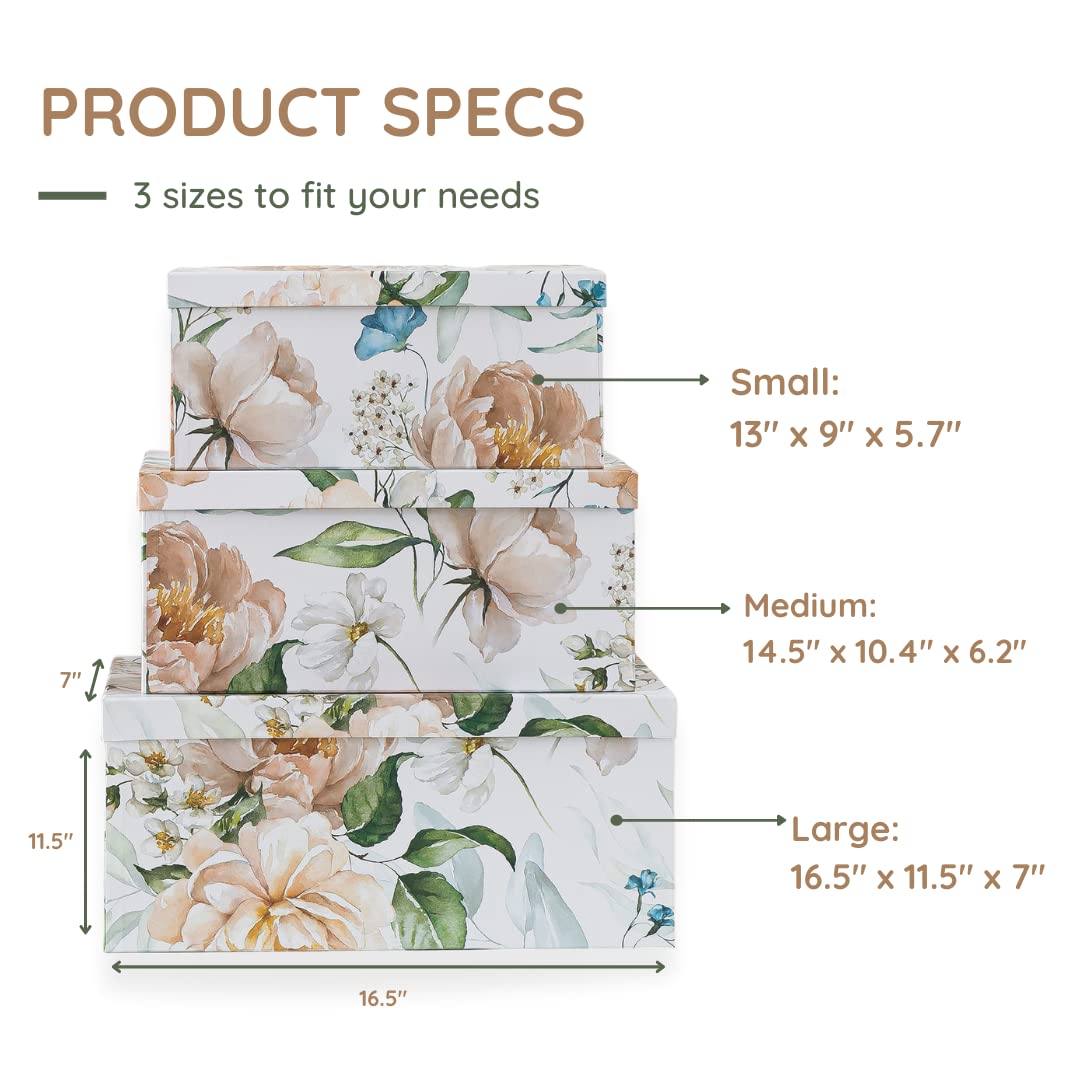 PRODUCT SPECS
3 sizes to fit your needs
Small:
13" x 9" x 5.7"
Medium:
14.5" x 10.4" x 6.2"
7"
11.5"
Large:
16.5" x 11.5" x 7"
16.5"